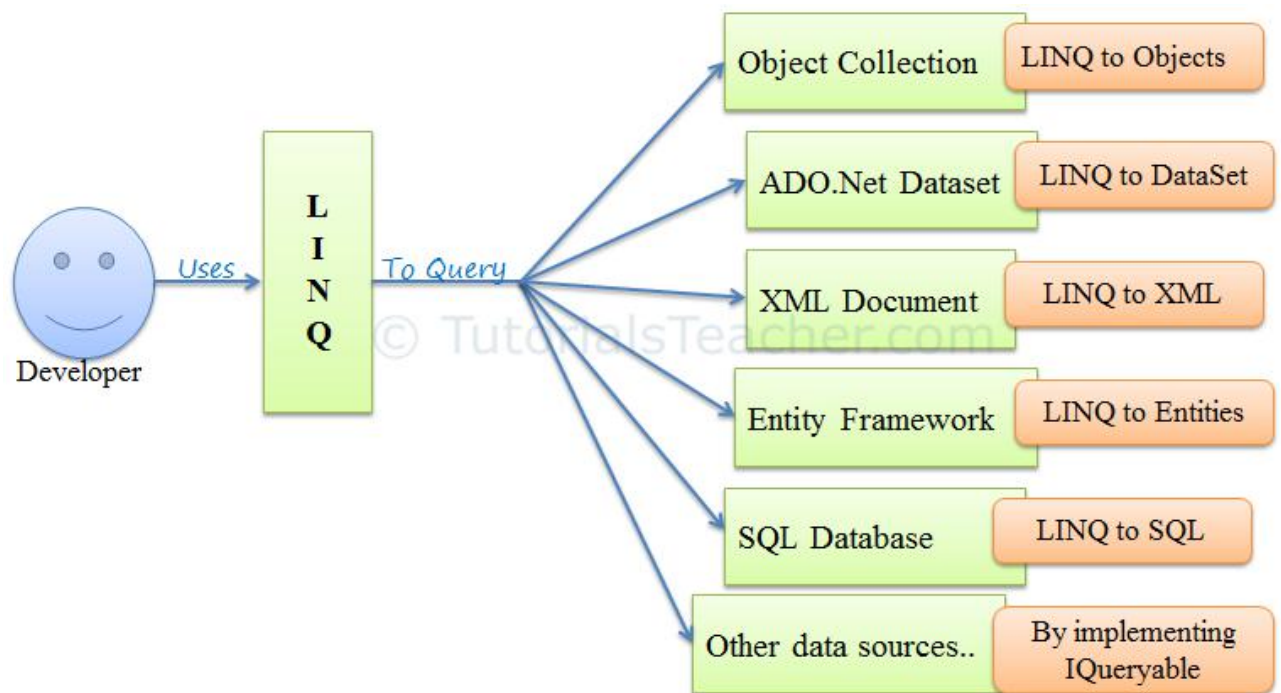 Object Collection
LINQ to Objects
ADO.Net Dataset
LINQ to DataSet
L
I
N
Q
Uses
To Query
XML Document
LINQ to XML
© TutorialsTeacher.com
Developer
Entity Framework
LINQ to Entities
SQL Database
LINQ to SQL
Other data sources..
By implementing
IQueryable